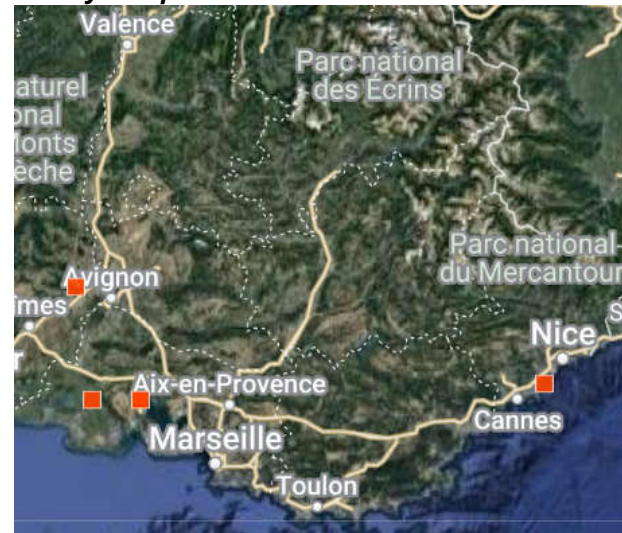 Valence
Parc national
des Écrins
aturel
onal
Monts
èche
Parc national
du Mercantour
Avignon
îmes
S
Nice
r
Aix-en-Provence
Cannes
Marseille
Toulon